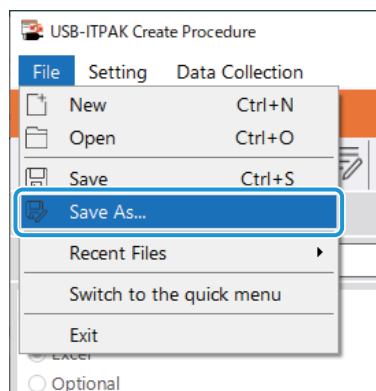 USB-ITPAK Create Procedure
File Setting Data Collection
New Ctrl+N
Open Ctrl+O
Save Ctrl+S
Save As...
Recent Files
Switch to the quick menu
Exit
Excel
Optional